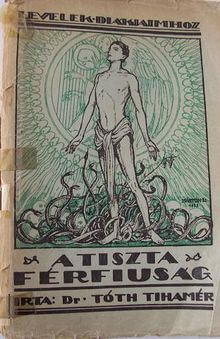 LEVELEK DIÁKJAIMHOZ
A TISZTA
FÉRFIUSÁG
IRTA: Dr. TÓTH TIHAMÉR